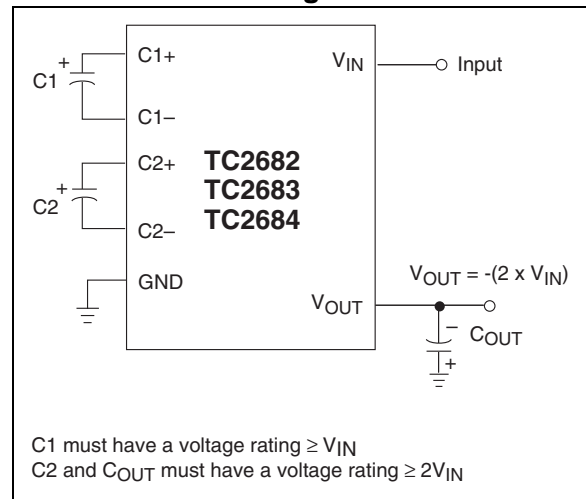 C1
+
C1+
C1–
C2
+
C2+
C2–
GND
TC2682
TC2683
TC2684
VIN
Input
VOUT = -(2 x VIN)
VOUT
–
COUT
+
C1 must have a voltage rating ≥ VIN
C2 and COUT must have a voltage rating ≥ 2VIN